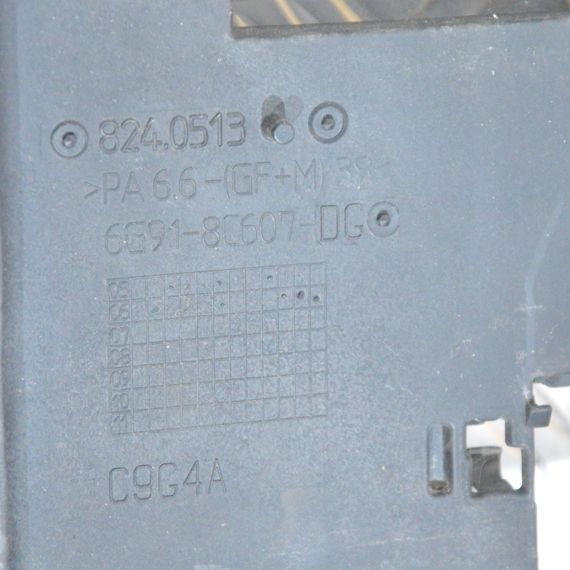 824.0513
>PA 6.6-(GF+M)
6G91-8C607-DG
C9G4A